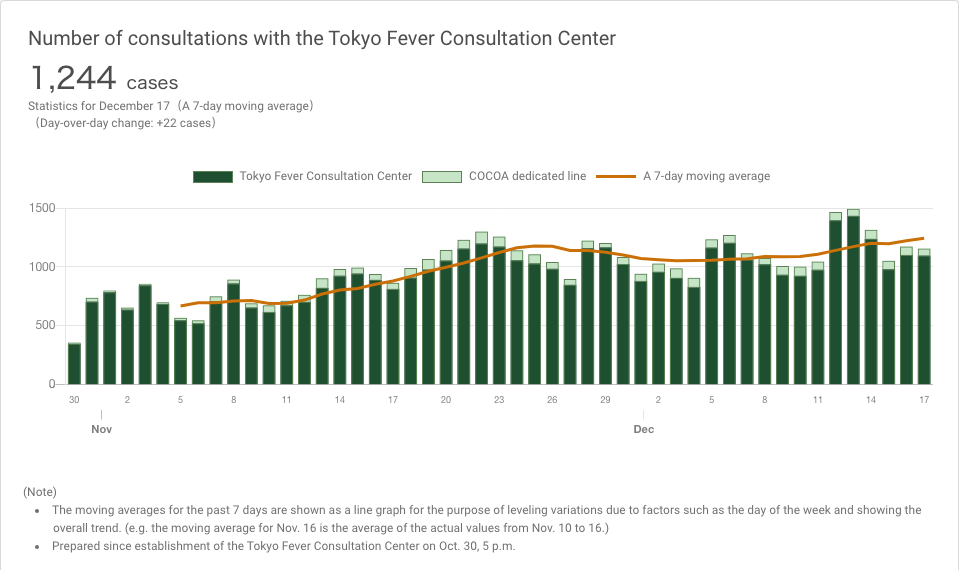 Number of consultations with the Tokyo Fever Consultation Center
1,244 cases
Statistics for December 17（A 7-day moving average）
（Day-over-day change: +22 cases）
Tokyo Fever Consultation Center COCOA dedicated line A 7-day moving average
1500
1000
500
0
30 2 5 8 11 14 17 20 23 26 29 2 5 8 11 14 17
Nov Dec
(Note)
• The moving averages for the past 7 days are shown as a line graph for the purpose of leveling variations due to factors such as the day of the week and showing the
overall trend. (e.g. the moving average for Nov. 16 is the average of the actual values from Nov. 10 to 16.)
• Prepared since establishment of the Tokyo Fever Consultation Center on Oct. 30, 5 p.m.